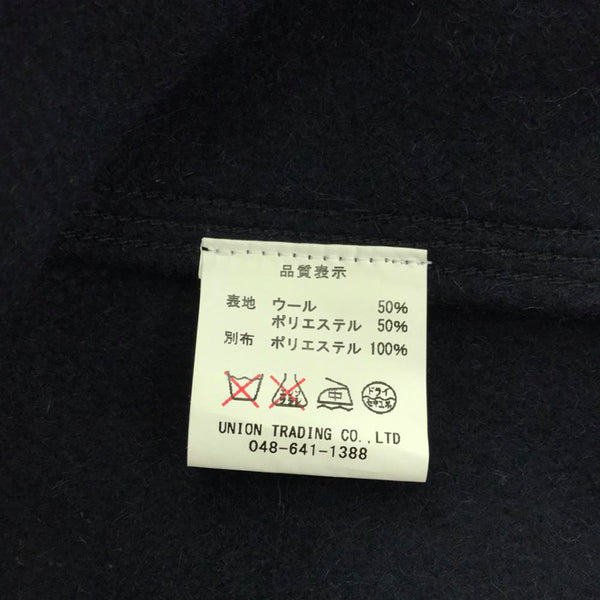 品質表示
表地 ウール 50%
ポリエステル 50%
別布 ポリエステル 100%
中 ドライ
UNION TRADING CO.,LTD
048-641-1388